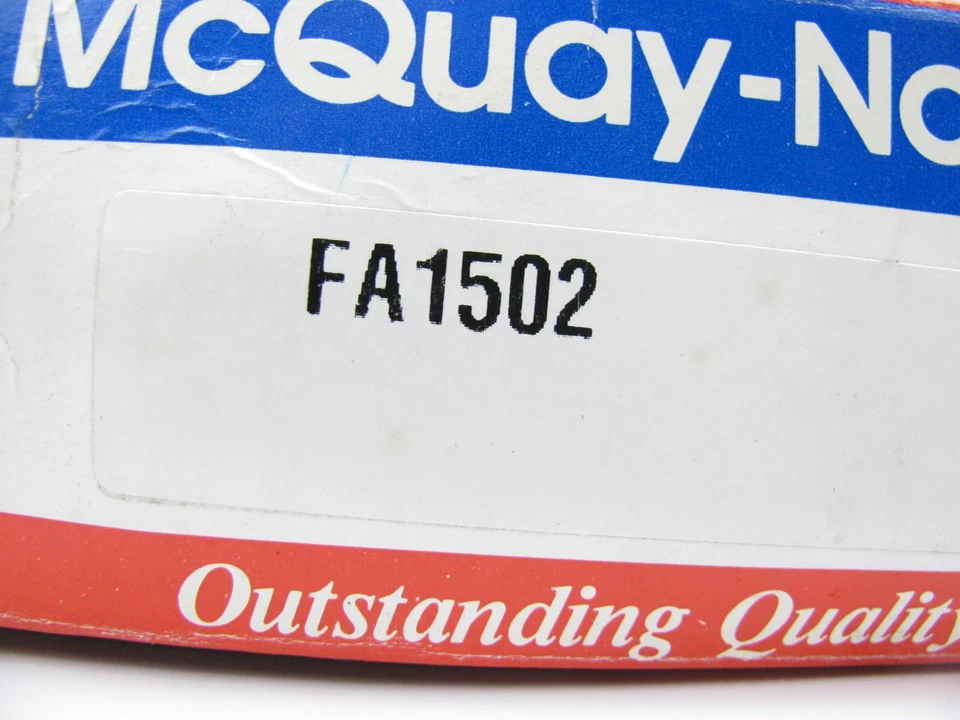 McQuay-No
FA1502
Outstanding Quality